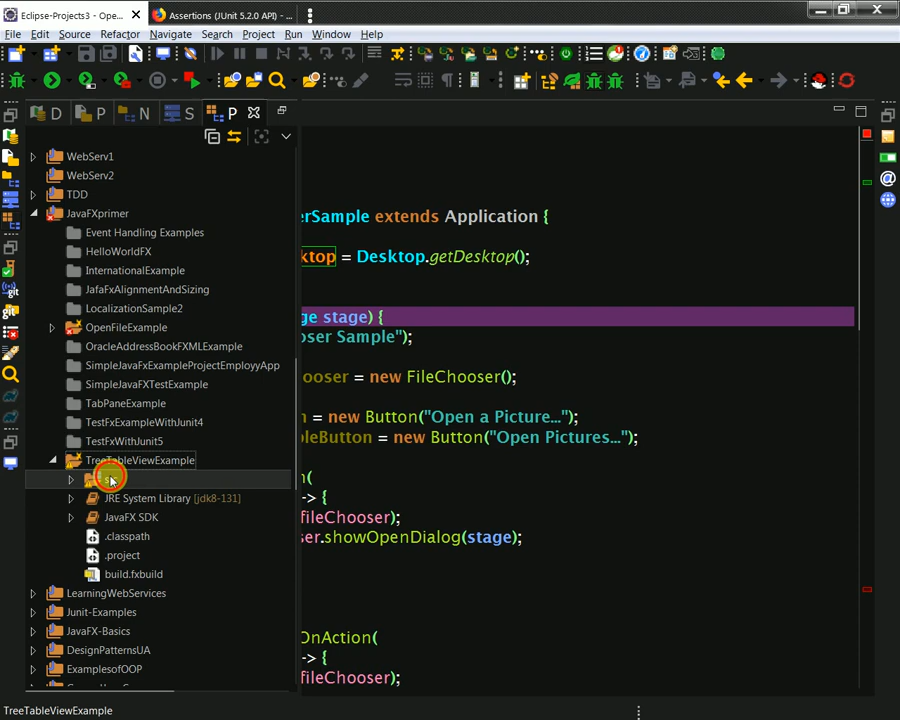 Eclipse-Projects3 - Ope...
Assertions (JUnit 5.2.0 API) - ...
File Edit Source Refactor Navigate Search Project Run Window Help
D P N S P
WebServ1
WebServ2
TDD
JavaFXprimer
Event Handling Examples
HelloWorldFX
InternationalExample
JafaFxAlignmentAndSizing
LocalizationSample2
OpenFileExample
OracleAddressBookFXMLExample
SimpleJavaFxExampleProjectEmployyApp
SimpleJavaFXTestExample
TabPaneExample
TestFxExampleWithJunit4
TestFxWithJunit5
TreeTableViewExample
JRE System Library [jdk8-131]
JavaFX SDK
.classpath
.project
build.fxbuild
LearningWebServices
Junit-Examples
JavaFX-Basics
DesignPatternsUA
ExamplesofOOP
erSample extends Application {
ktop = Desktop.getDesktop();
ge stage) {
oser Sample");
ooser = new FileChooser();
n = new Button("Open a Picture...");
pleButton = new Button("Open Pictures...");
n(
-> {
fileChooser);
ser.showOpenDialog(stage);
OnAction(
-> {
fileChooser);
TreeTableViewExample